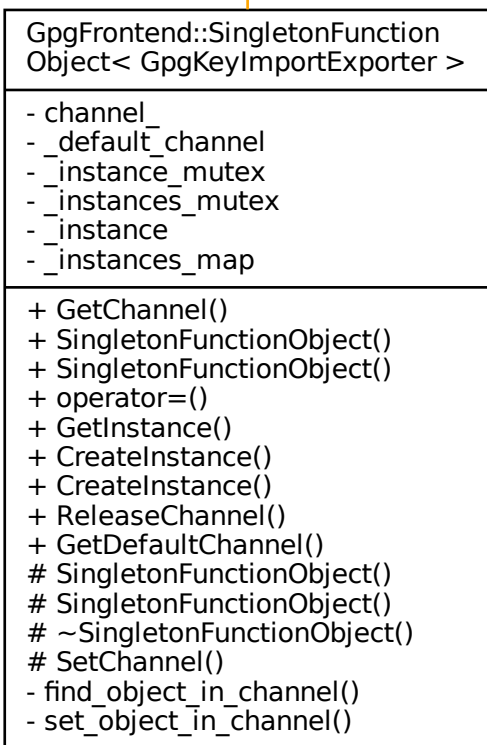 GpgFrontend::SingletonFunction
Object< GpgKeyImportExporter >
- channel_
- _default_channel
- _instance_mutex
- _instances_mutex
- _instance
- _instances_map
+ GetChannel()
+ SingletonFunctionObject()
+ SingletonFunctionObject()
+ operator=()
+ GetInstance()
+ CreateInstance()
+ CreateInstance()
+ ReleaseChannel()
+ GetDefaultChannel()
# SingletonFunctionObject()
# SingletonFunctionObject()
# ~SingletonFunctionObject()
# SetChannel()
- find_object_in_channel()
- set_object_in_channel()